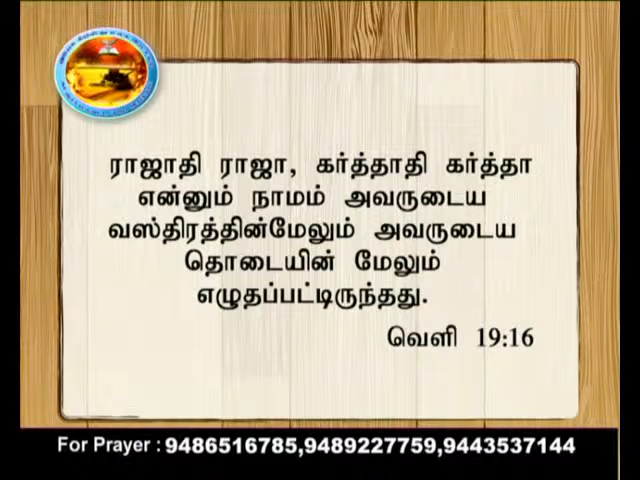 ராஜாதி ராஜா, கர்த்தாதி கர்த்தா
என்னும் நாமம் அவருடைய
வஸ்திரத்தின்மேலும் அவருடைய
தொடையின் மேலும்
எழுதப்பட்டிருந்தது.
வெளி 19:16
For Prayer : 9486516785,9489227759,9443537144